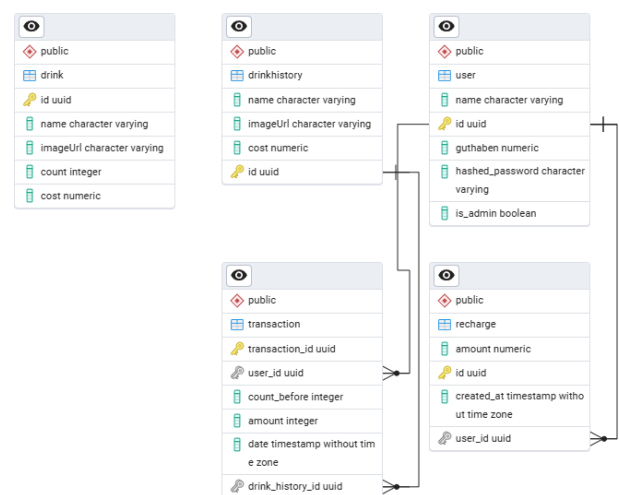 public
drink
id uuid
name character varying
imageUrl character varying
count integer
cost numeric
public
drinkhistory
name character varying
imageUrl character varying
cost numeric
id uuid
public
user
name character varying
id uuid
guthaben numeric
hashed_password character
varying
is_admin boolean
public
transaction
transaction_id uuid
user_id uuid
count_before integer
amount integer
date timestamp without tim
e zone
drink_history_id uuid
public
recharge
amount numeric
id uuid
created_at timestamp witho
ut time zone
user_id uuid